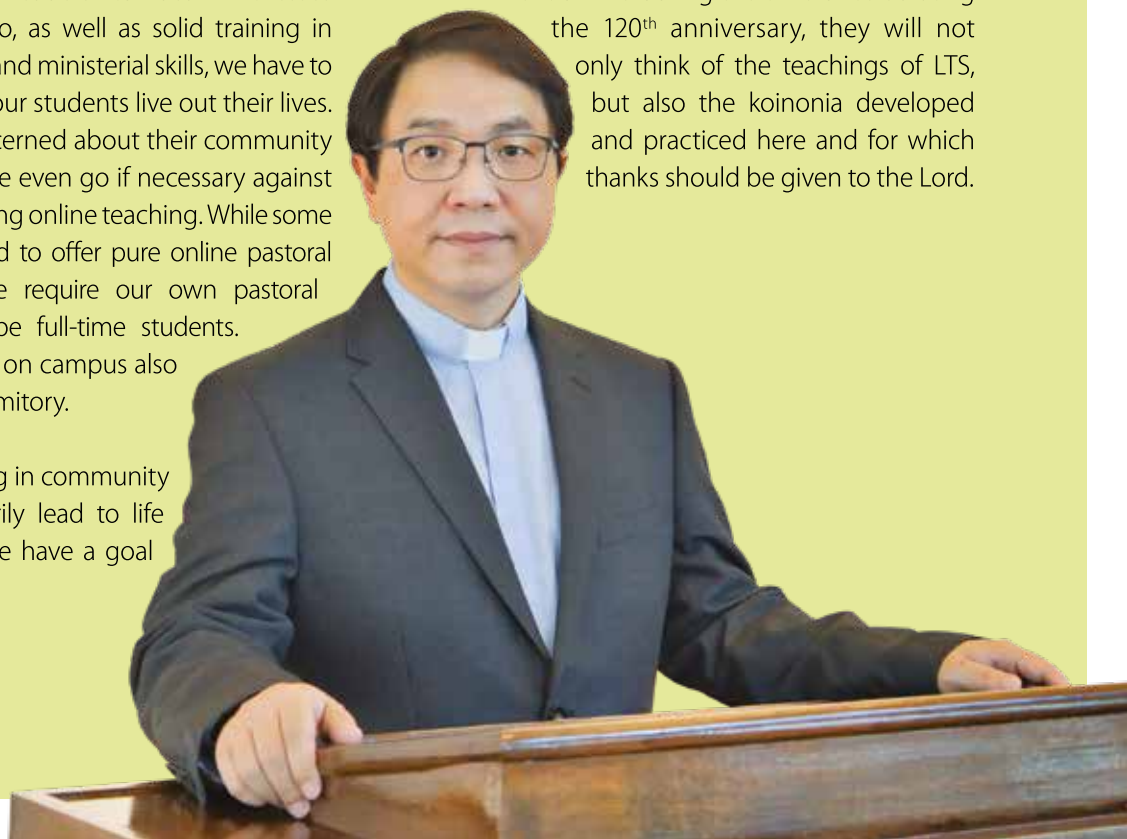 o, as well as solid training in
and ministerial skills, we have to
our students live out their lives.
cerned about their community
e even go if necessary against
ng online teaching. While some
d to offer pure online pastoral
e require our own pastoral
be full-time students.
on campus also
mitory.
g in community
ily lead to life
e have a goal
the 120th anniversary, they will not
only think of the teachings of LTS,
but also the koinonia developed
and practiced here and for which
thanks should be given to the Lord.